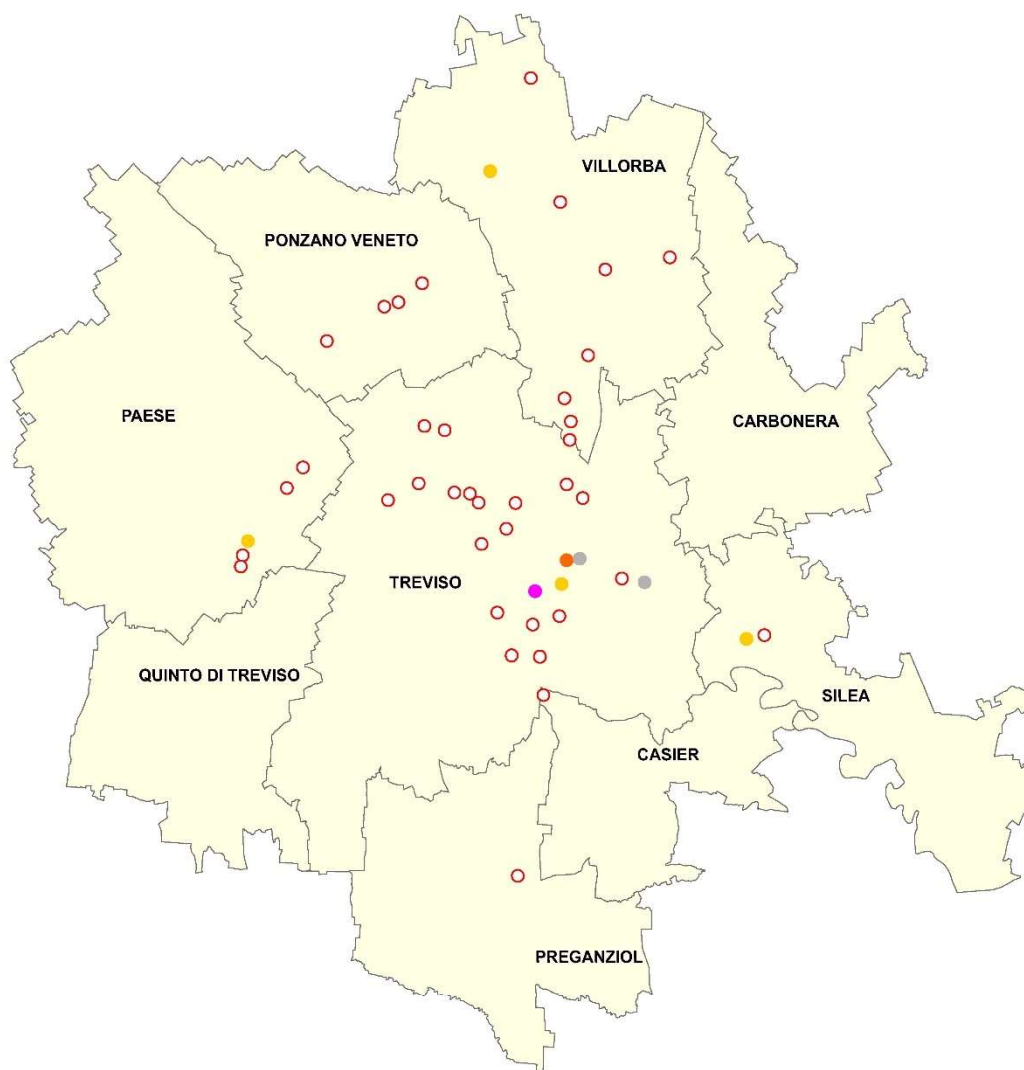 VILLORBA
PONZANO VENETO
PAESE
CARBONERA
TREVISO
QUINTO DI TREVISO
SILEA
CASIER
PREGANZIOL